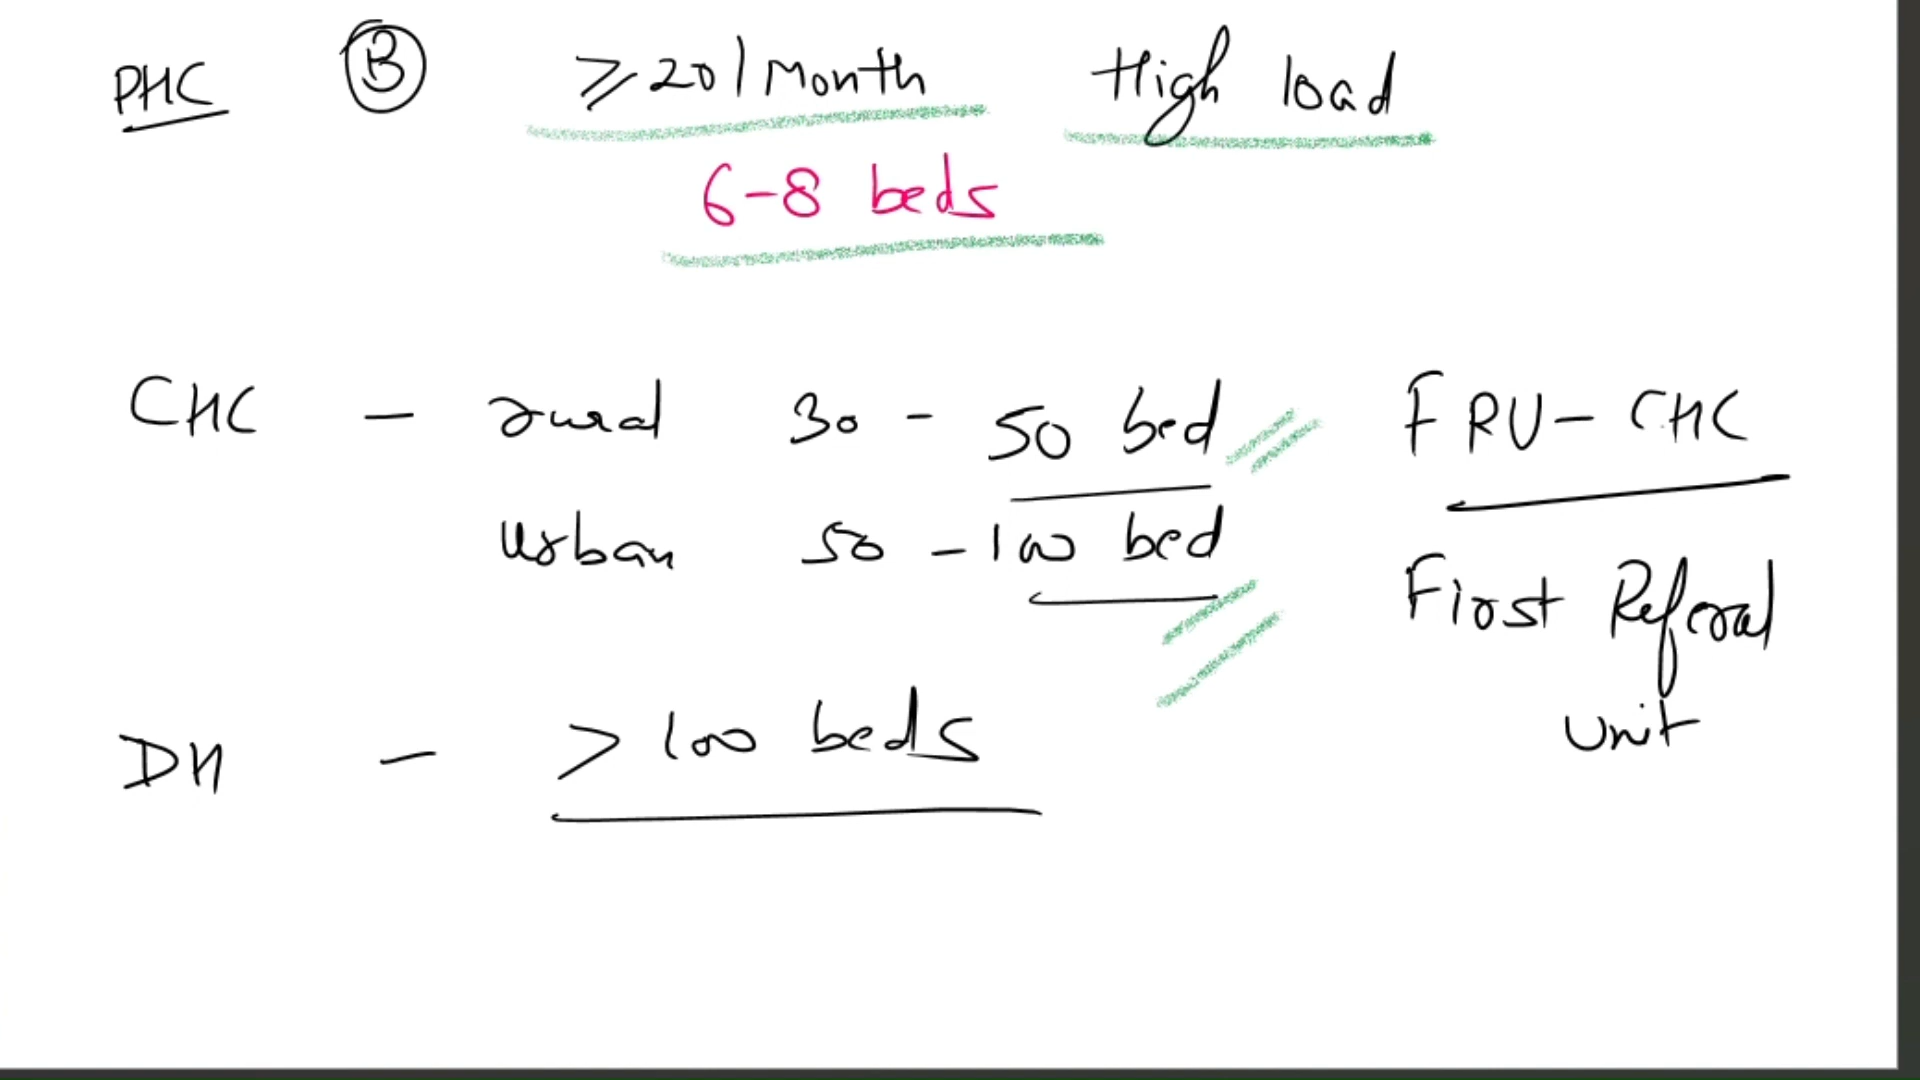 PHC B ≥ 20 / Month High load
6-8 beds
CHC - rural 30 - 50 bed FRU - CHC
Urban 50 - 100 bed
First Referal
Unit
DH - > 100 beds